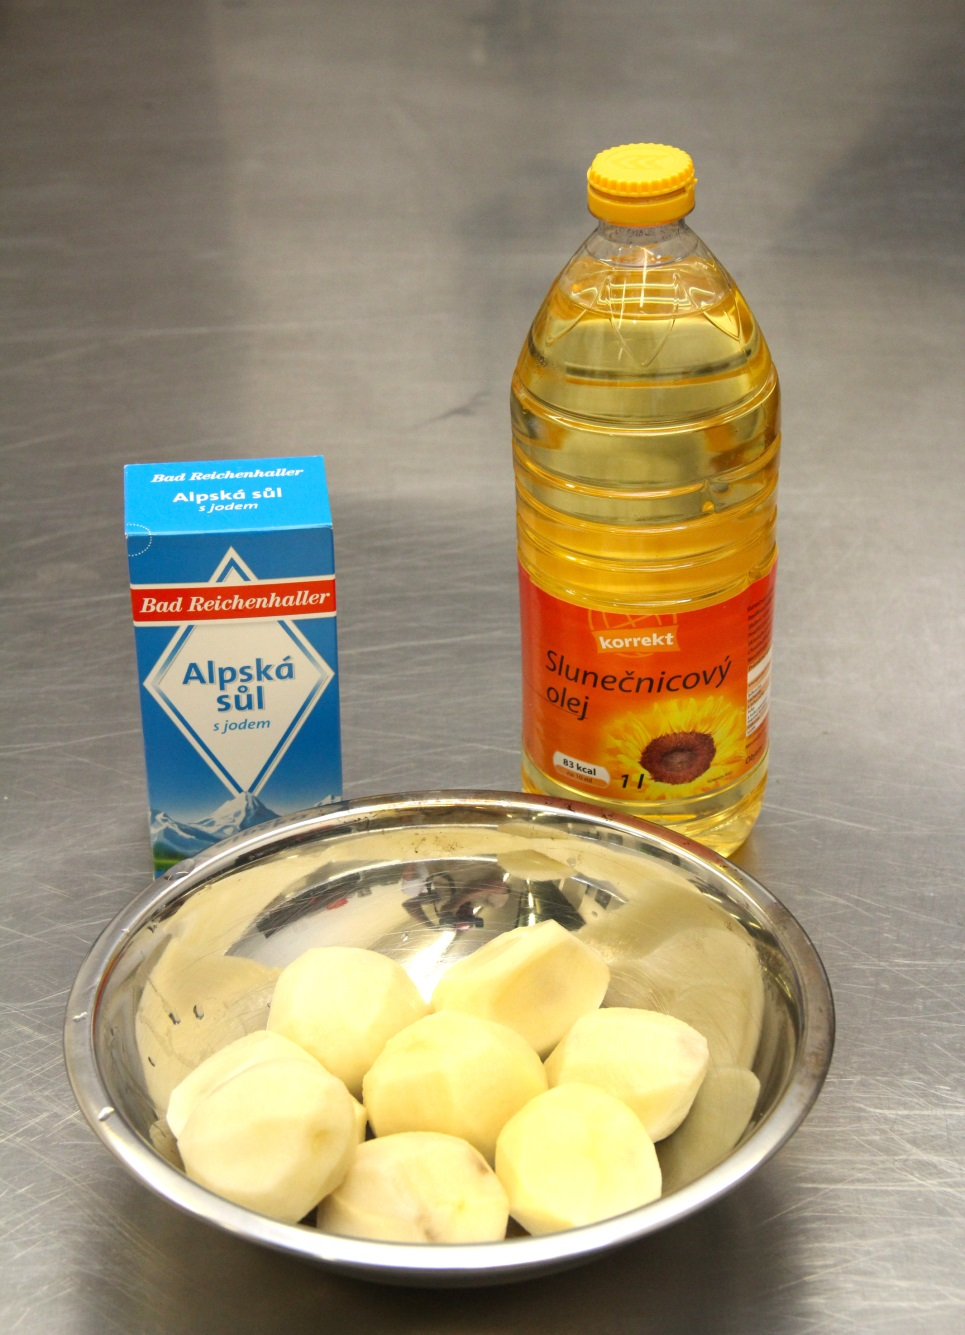 Bad Reichenhaller
Alpská sůl
s jodem
Bad Reichenhaller
Alpská
sůl
s jodem
korrekt
Slunečnicový
olej
83 kcal
1 l